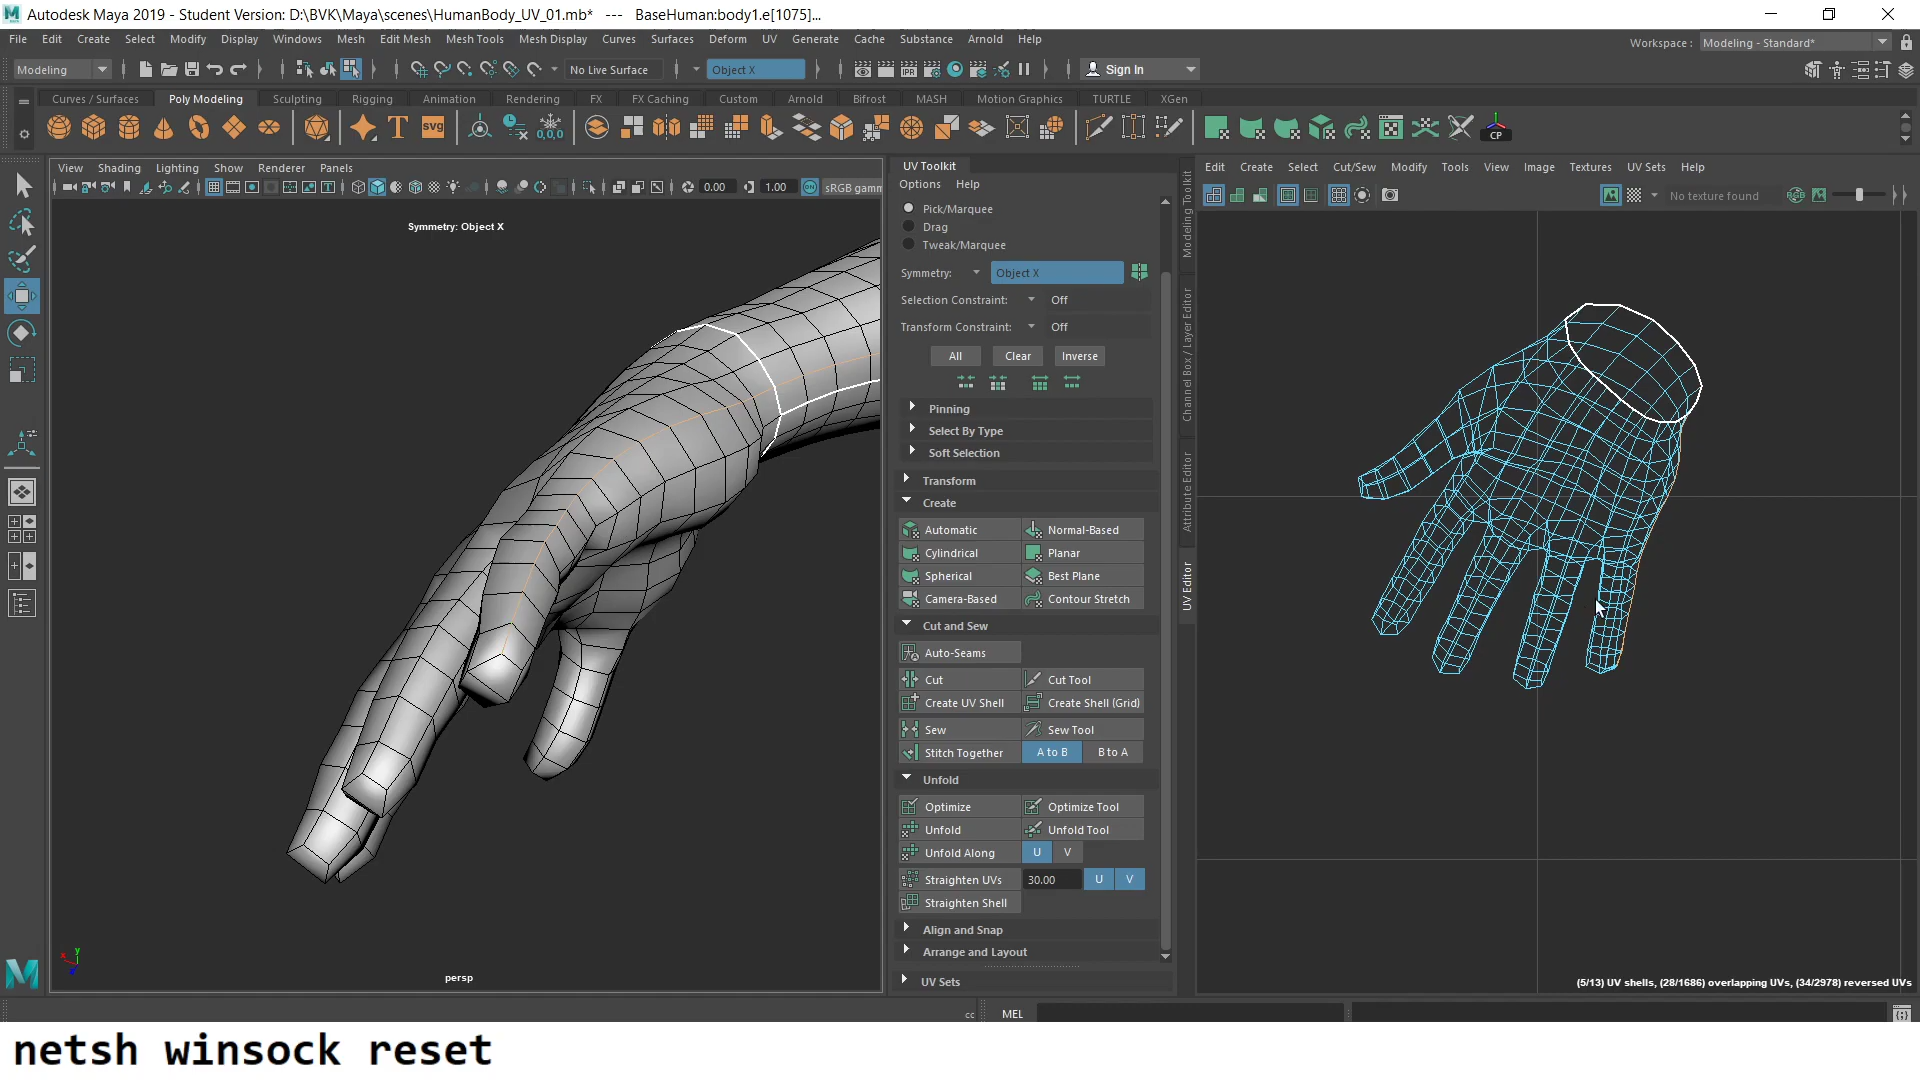 Autodesk Maya 2019 - Student Version: D:\BVK\Maya\scenes\HumanBody_UV_01.mb* --- BaseHuman:body1.e[1075]...
File Edit Create Select Modify Display Windows Mesh Edit Mesh Mesh Tools Mesh Display Curves Surfaces Deform UV Generate Cache Substance Arnold Help
Workspace : Modeling - Standard*
Modeling No Live Surface Object X IPR Sign In
Curves / Surfaces Poly Modeling Sculpting Rigging Animation Rendering FX FX Caching Custom Arnold Bifrost MASH Motion Graphics TURTLE XGen
T SVG 0,0,0 CP
View Shading Lighting Show Renderer Panels
0.00 1.00 ON sRGB gamm
Symmetry: Object X
persp
UV Toolkit
Options Help
Pick/Marquee
Drag
Tweak/Marquee
Symmetry: Object X
Selection Constraint: Off
Transform Constraint: Off
All Clear Inverse
Pinning
Select By Type
Soft Selection
Transform
Create
Automatic Normal-Based
Cylindrical Planar
Spherical Best Plane
Camera-Based Contour Stretch
Cut and Sew
Auto-Seams
Cut Cut Tool
Create UV Shell Create Shell (Grid)
Sew Sew Tool
Stitch Together A to B B to A
Unfold
Optimize Optimize Tool
Unfold Unfold Tool
Unfold Along U V
Straighten UVs 30.00 U V
Straighten Shell
Align and Snap
Arrange and Layout
UV Sets
Modeling Toolkit
Channel Box / Layer Editor
Attribute Editor
UV Editor
Edit Create Select Cut/Sew Modify Tools View Image Textures UV Sets Help
No texture found RGB
(5/13) UV shells, (28/1686) overlapping UVs, (34/2978) reversed UVs
cc MEL
netsh winsock reset